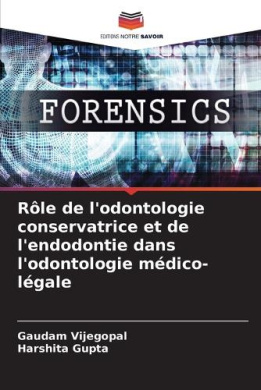 EDITIONS NOTRE SAVOIR
FORENSICS
Rôle de l'odontologie
conservatrice et de
l'endodontie dans
l'odontologie médico-
légale
Gaudam Vijegopal
Harshita Gupta